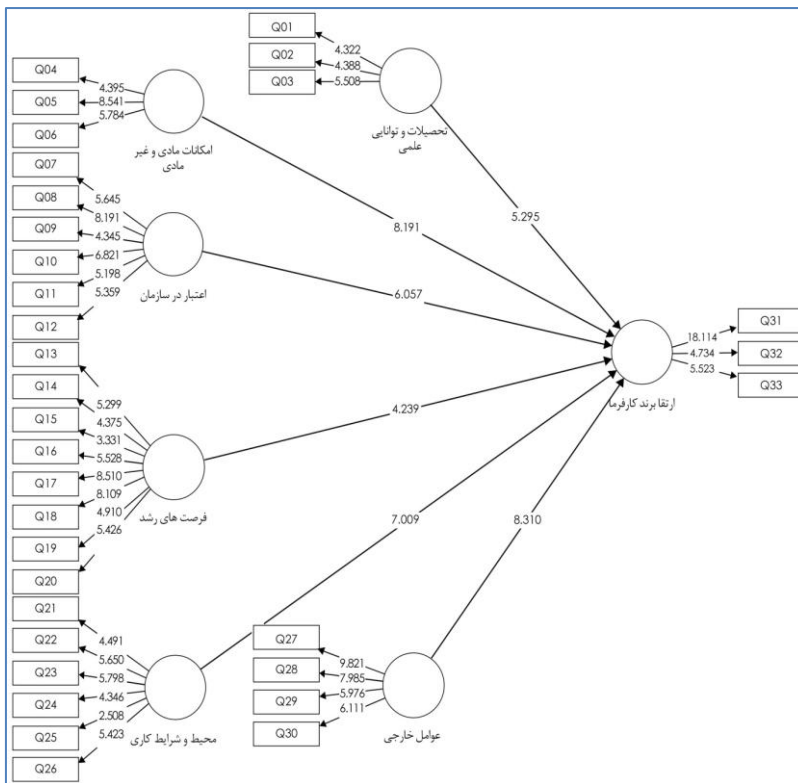 Q01
4.322
Q02
4.388
Q03
5.508
تحصیلات و توانایی
علمی
Q04
4.395
Q05
8.541
Q06
5.784
امکانات مادی و غیر
مادی
Q07
5.645
Q08
8.191
Q09
4.345
Q10
6.821
Q11
5.198
Q12
5.359
اعتبار در سازمان
Q13
5.299
Q14
4.375
Q15
3.331
Q16
5.528
Q17
8.510
Q18
8.109
Q19
4.910
Q20
5.426
فرصت های رشد
Q21
4.491
Q22
5.650
Q23
5.798
Q24
4.346
Q25
2.508
Q26
5.423
محیط و شرایط کاری
Q27
9.821
Q28
7.985
Q29
5.976
Q30
6.111
عوامل خارجی
5.295
8.191
6.057
4.239
7.009
8.310
ارتقا برند کارفرما
18.114
Q31
4.734
Q32
5.523
Q33